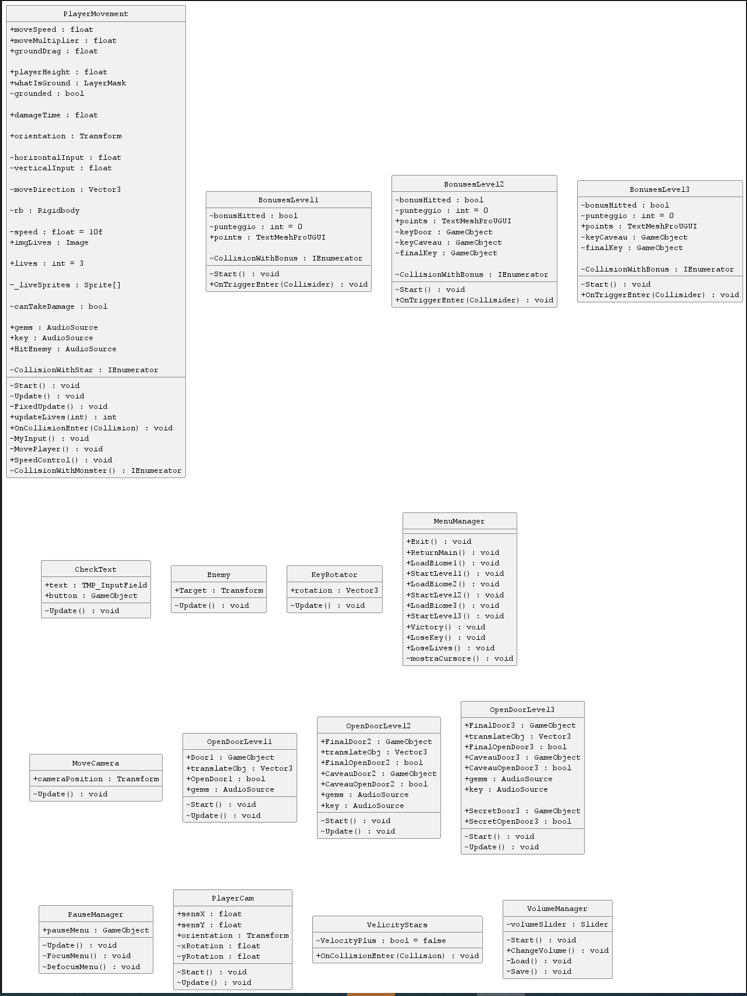 PlayerMovement
+moveSpeed : float
+moveMultiplier : float
+groundDrag : float
+playerHeight : float
+whatIsGround : LayerMask
~grounded : bool
+damageTime : float
+orientation : Transform
~horizontalInput : float
~verticalInput : float
~moveDirection : Vector3
~rb : Rigidbody
-speed : float = 10f
+imgLives : Image
+lives : int = 3
-_liveSprites : Sprite[]
~canTakeDamage : bool
+gems : AudioSource
+key : AudioSource
+HitEnemy : AudioSource
~CollisionWithStar : IEnumerator
~Start() : void
~Update() : void
-FixedUpdate() : void
+updateLives(int) : int
+OnCollisionEnter(Collision) : void
-MyInput() : void
-MovePlayer() : void
+SpeedControl() : void
~CollisionWithMonster() : IEnumerator
BonusesLevel1
~bonusHitted : bool
-punteggio : int = 0
+points : TextMeshProUGUI
~CollisionWithBonus : IEnumerator
~Start() : void
+OnTriggerEnter(Collisider) : void
BonusesLevel2
~bonusHitted : bool
-punteggio : int = 0
+points : TextMeshProUGUI
~keyDoor : GameObject
~keyCaveau : GameObject
~finalKey : GameObject
~CollisionWithBonus : IEnumerator
~Start() : void
+OnTriggerEnter(Collisider) : void
BonusesLevel3
~bonusHitted : bool
-punteggio : int = 0
+points : TextMeshProUGUI
~keyCaveau : GameObject
~finalKey : GameObject
~CollisionWithBonus : IEnumerator
~Start() : void
+OnTriggerEnter(Collisider) : void
CheckText
+text : TMP_InputField
+button : GameObject
~Update() : void
Enemy
+Target : Transform
~Update() : void
KeyRotator
+rotation : Vector3
~Update() : void
MenuManager
+Exit() : void
+ReturnMain() : void
+LoadBiome1() : void
+StartLevel1() : void
+LoadBiome2() : void
+StartLevel2() : void
+LoadBiome3() : void
+StartLevel3() : void
+Victory() : void
+LoseKey() : void
+LoseLives() : void
-mostraCursore() : void
MoveCamera
+cameraPosition : Transform
~Update() : void
OpenDoorLevel1
+Door1 : GameObject
+translateObj : Vector3
+OpenDoor1 : bool
+gems : AudioSource
~Start() : void
~Update() : void
OpenDoorLevel2
+FinalDoor2 : GameObject
+translateObj : Vector3
+FinalOpenDoor2 : bool
+CaveauDoor2 : GameObject
+CaveauOpenDoor2 : bool
+gems : AudioSource
+key : AudioSource
~Start() : void
~Update() : void
OpenDoorLevel3
+FinalDoor3 : GameObject
+translateObj : Vector3
+FinalOpenDoor3 : bool
+CaveauDoor3 : GameObject
+CaveauOpenDoor3 : bool
+gems : AudioSource
+key : AudioSource
+SecretDoor3 : GameObject
+SecretOpenDoor3 : bool
~Start() : void
~Update() : void
PauseManager
+pauseMenu : GameObject
~Update() : void
-FocusMenu() : void
~DefocusMenu() : void
PlayerCam
+sensX : float
+sensY : float
+orientation : Transform
~xRotation : float
~yRotation : float
~Start() : void
~Update() : void
VelicityStars
~VelocityPlus : bool = false
+OnCollisionEnter(Collision) : void
VolumeManager
~volumeSlider : Slider
~Start() : void
+ChangeVolume() : void
-Load() : void
-Save() : void